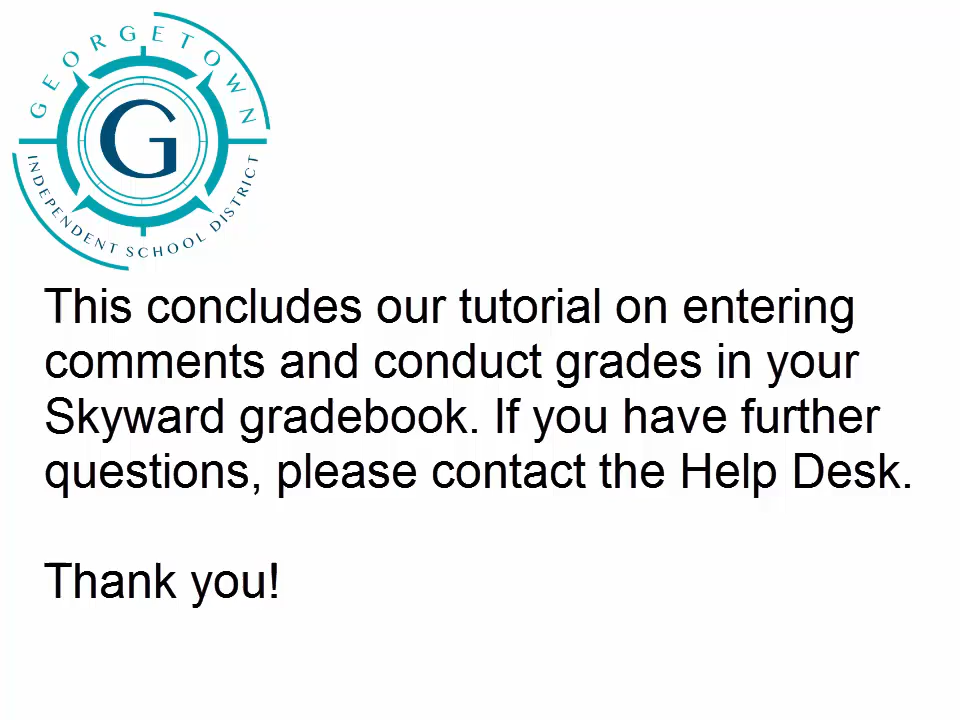 GEORGETOWN
INDEPENDENT SCHOOL DISTRICT
G
This concludes our tutorial on entering
comments and conduct grades in your
Skyward gradebook. If you have further
questions, please contact the Help Desk.
Thank you!